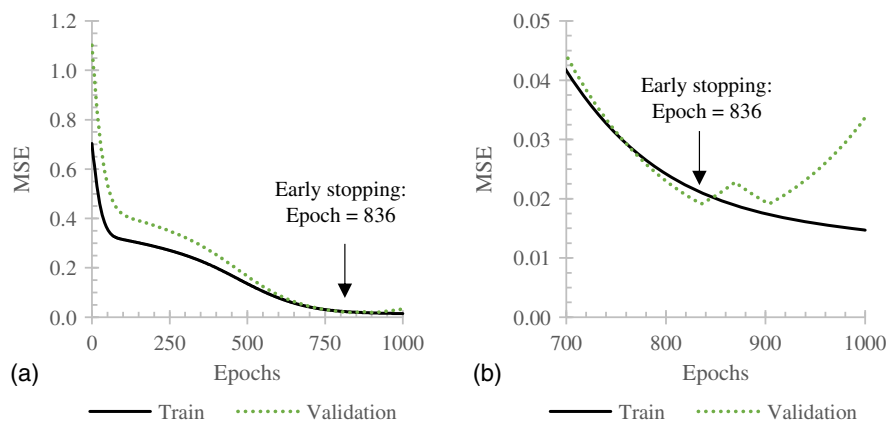 1.2
1.0
0.8
0.6
0.4
0.2
0.0
MSE
Early stopping:
Epoch = 836
0 250 500 750 1000
Epochs
(a)
Train Validation
0.05
0.04
0.03
0.02
0.01
0.00
MSE
Early stopping:
Epoch = 836
700 800 900 1000
Epochs
(b)
Train Validation